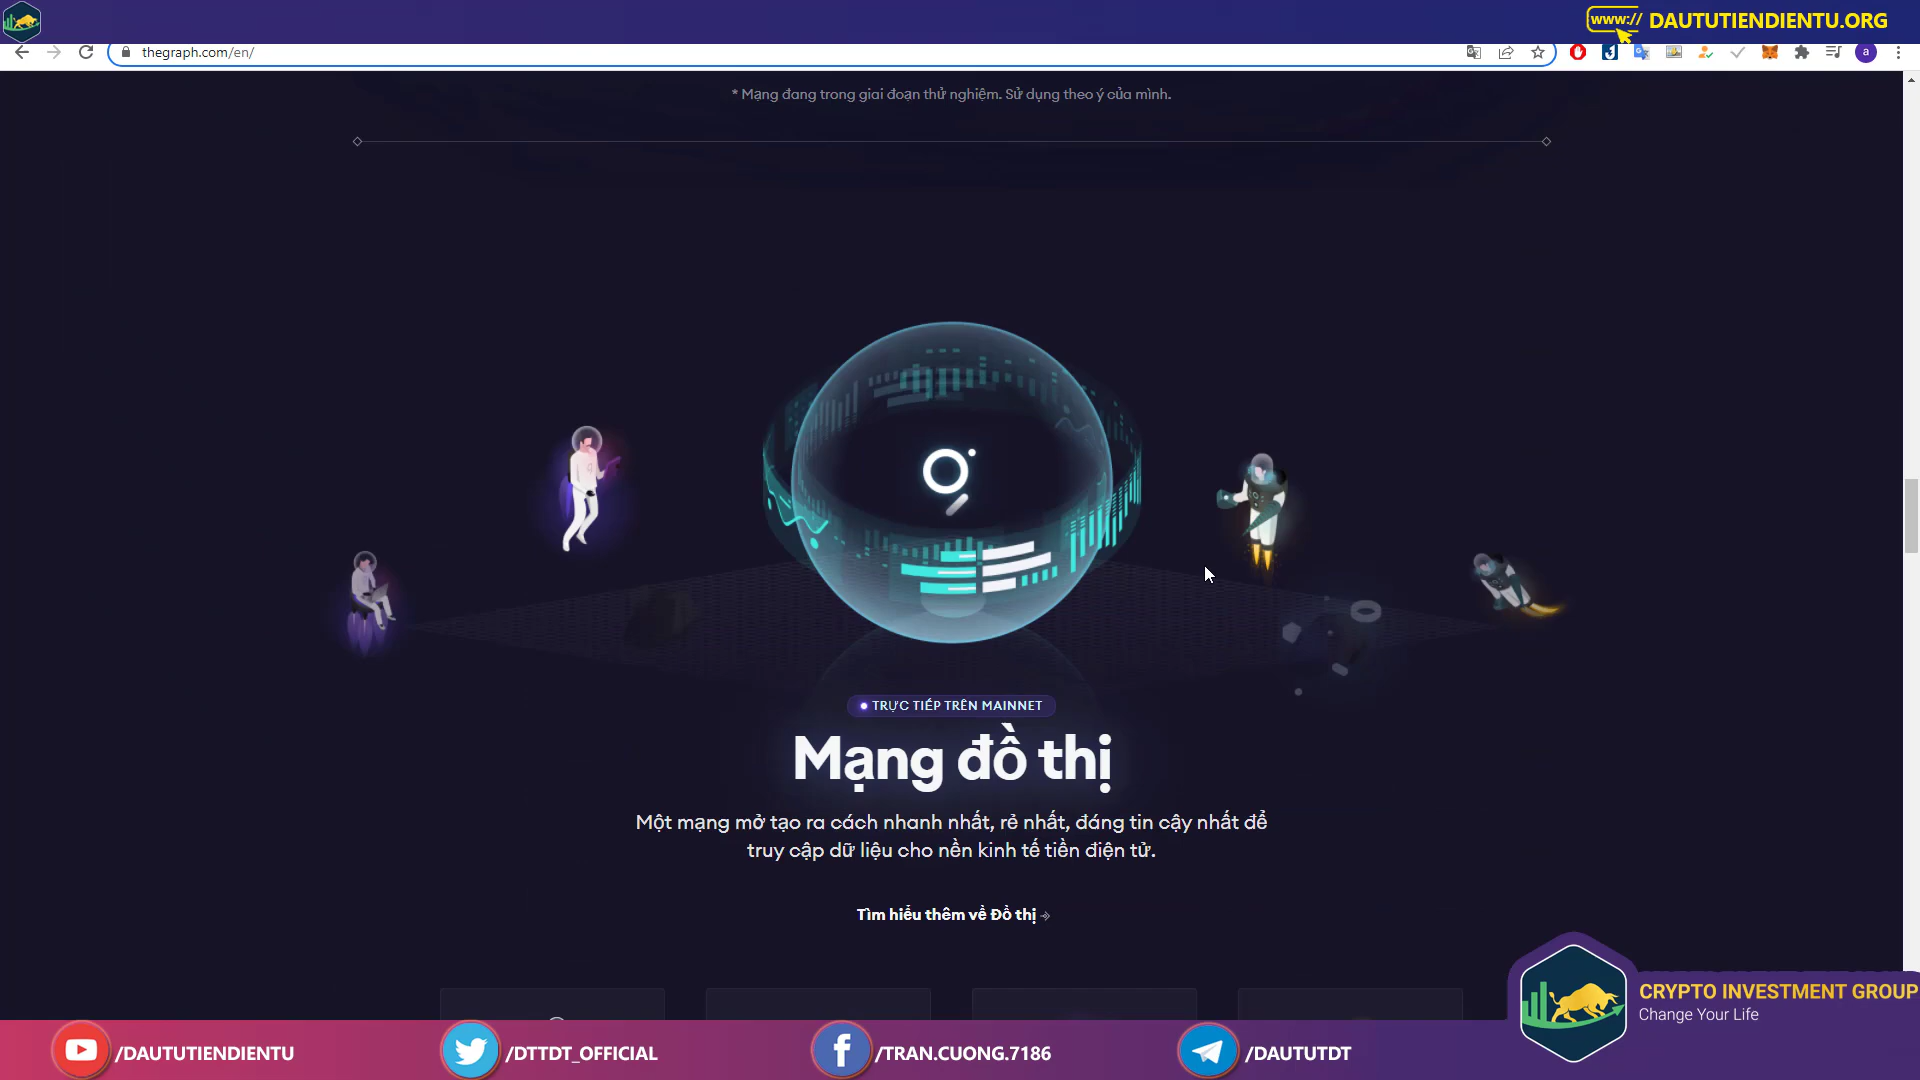 www:// DAUTUTIENDIENTU.ORG
thegraph.com/en/
a
* Mạng đang trong giai đoạn thử nghiệm. Sử dụng theo ý của mình.
TRỰC TIẾP TRÊN MAINNET
Mạng đồ thị
Một mạng mở tạo ra cách nhanh nhất, rẻ nhất, đáng tin cậy nhất để
truy cập dữ liệu cho nền kinh tế tiền điện tử.
Tìm hiểu thêm về Đồ thị
CRYPTO INVESTMENT GROUP
Change Your Life
/DAUTUTIENDIENTU
/DTTDT_OFFICIAL
/TRAN.CUONG.7186
/DAUTUTDT